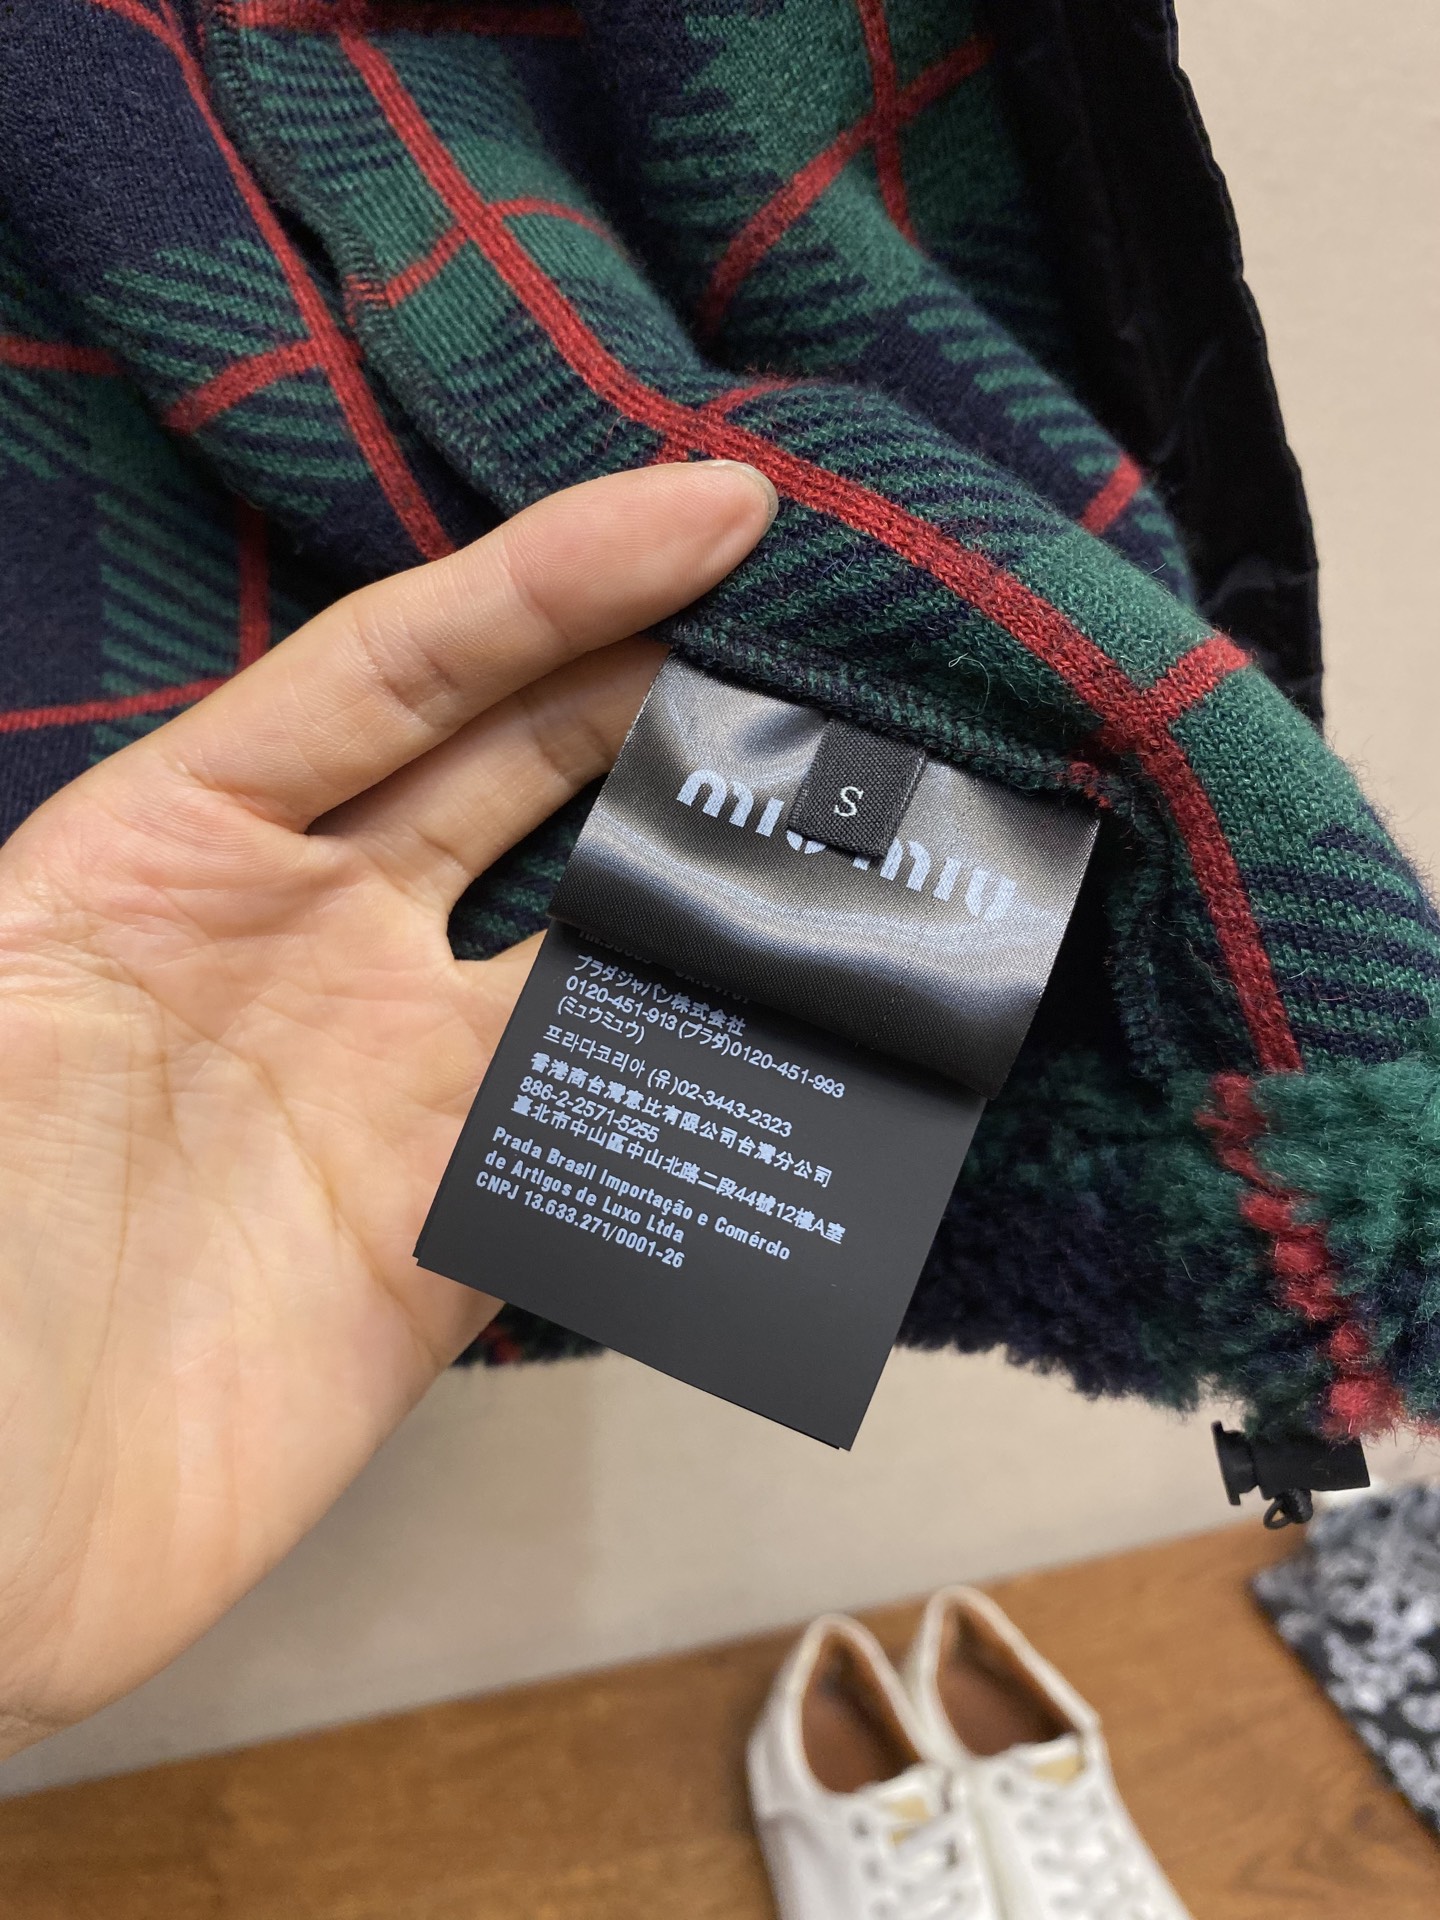 S
miu miu
プラダジャパン株式会社
0120-451-913 (プラダ)0120-451-993
(ミュウミュウ)
프라다코리아 (유)02-3443-2323
香港商台灣惠比有限公司台灣分公司
886-2-2571-5255
臺北市中山區中山北路二段44號12樓A室
Prada Brasil Importação e Comércio
de Artigos de Luxo Ltda
CNPJ 13.633.271/0001-26